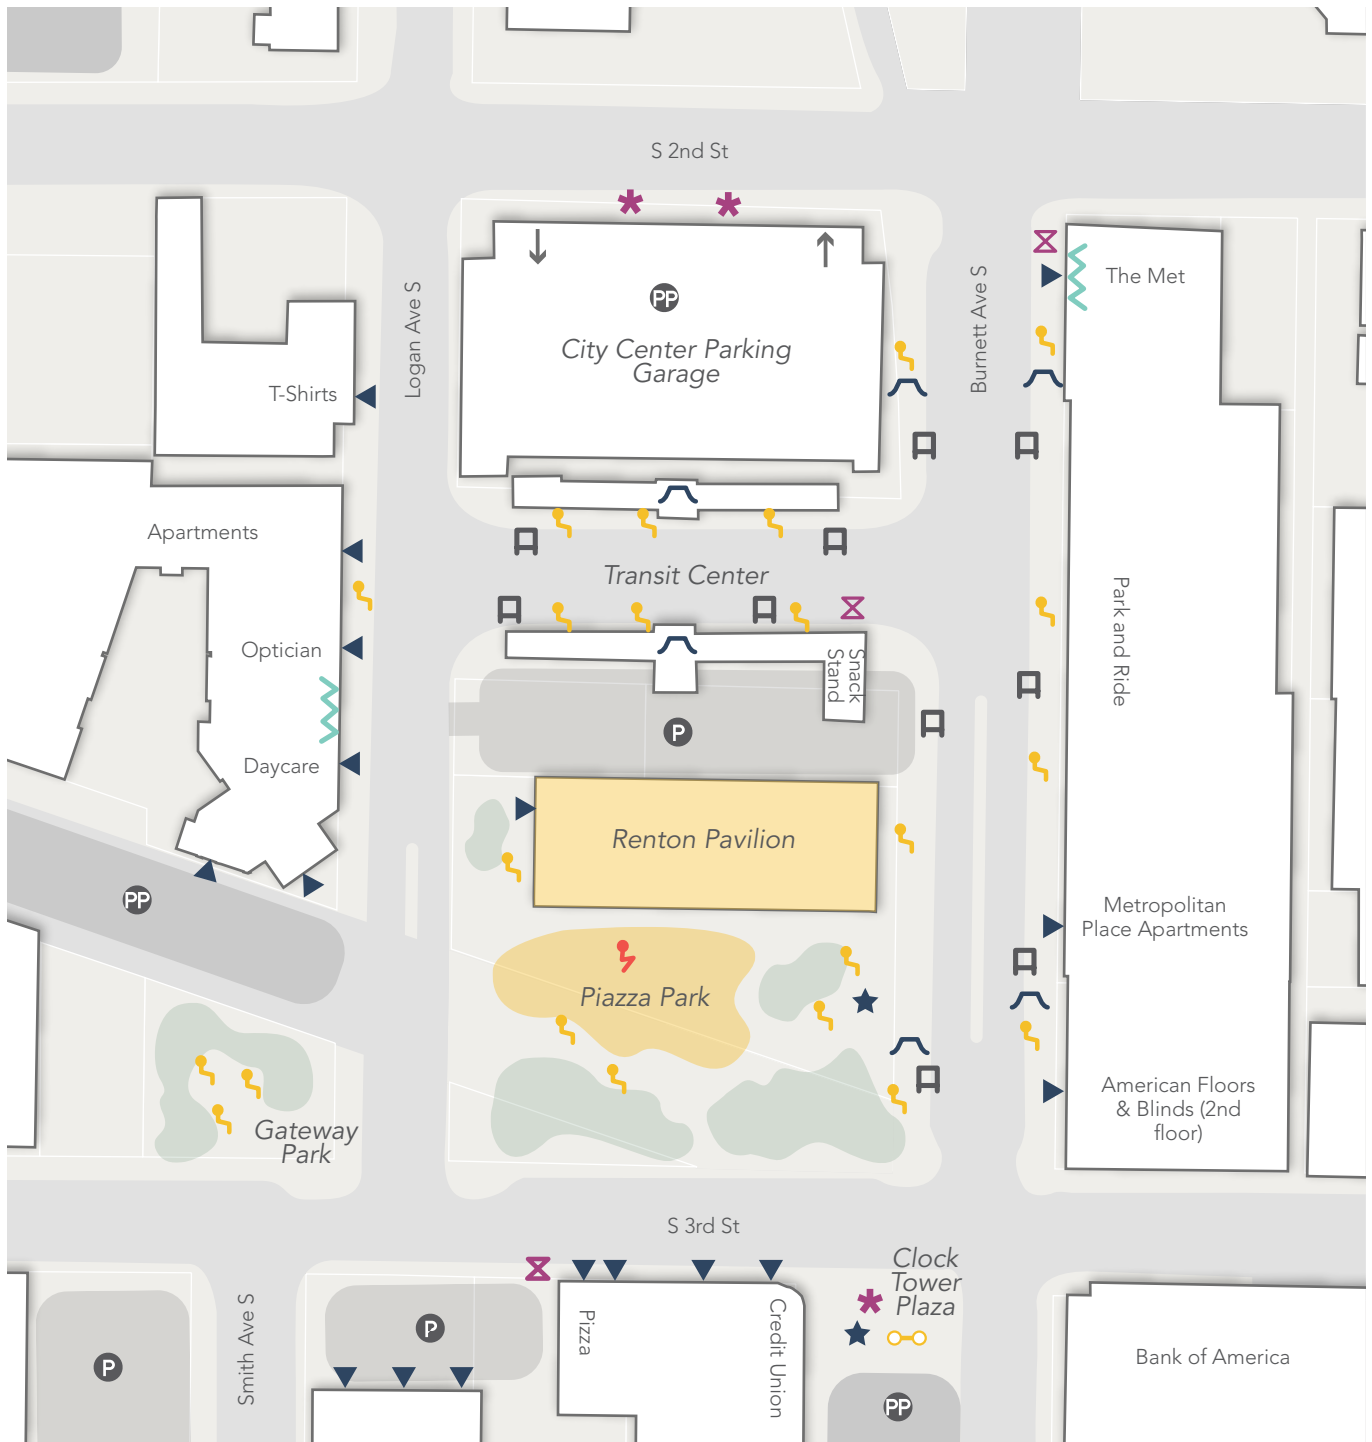 S 2nd St
PP
City Center Parking
Garage
Logan Ave S
Burnett Ave S
The Met
T-Shirts
Apartments
Transit Center
Park and Ride
Optician
Snack
Stand
P
Daycare
Renton Pavilion
PP
Metropolitan
Place Apartments
Piazza Park
American Floors
& Blinds (2nd
floor)
Gateway
Park
S 3rd St
Clock
Tower
Plaza
Smith Ave S
P
Pizza
Credit Union
P
Bank of America
PP